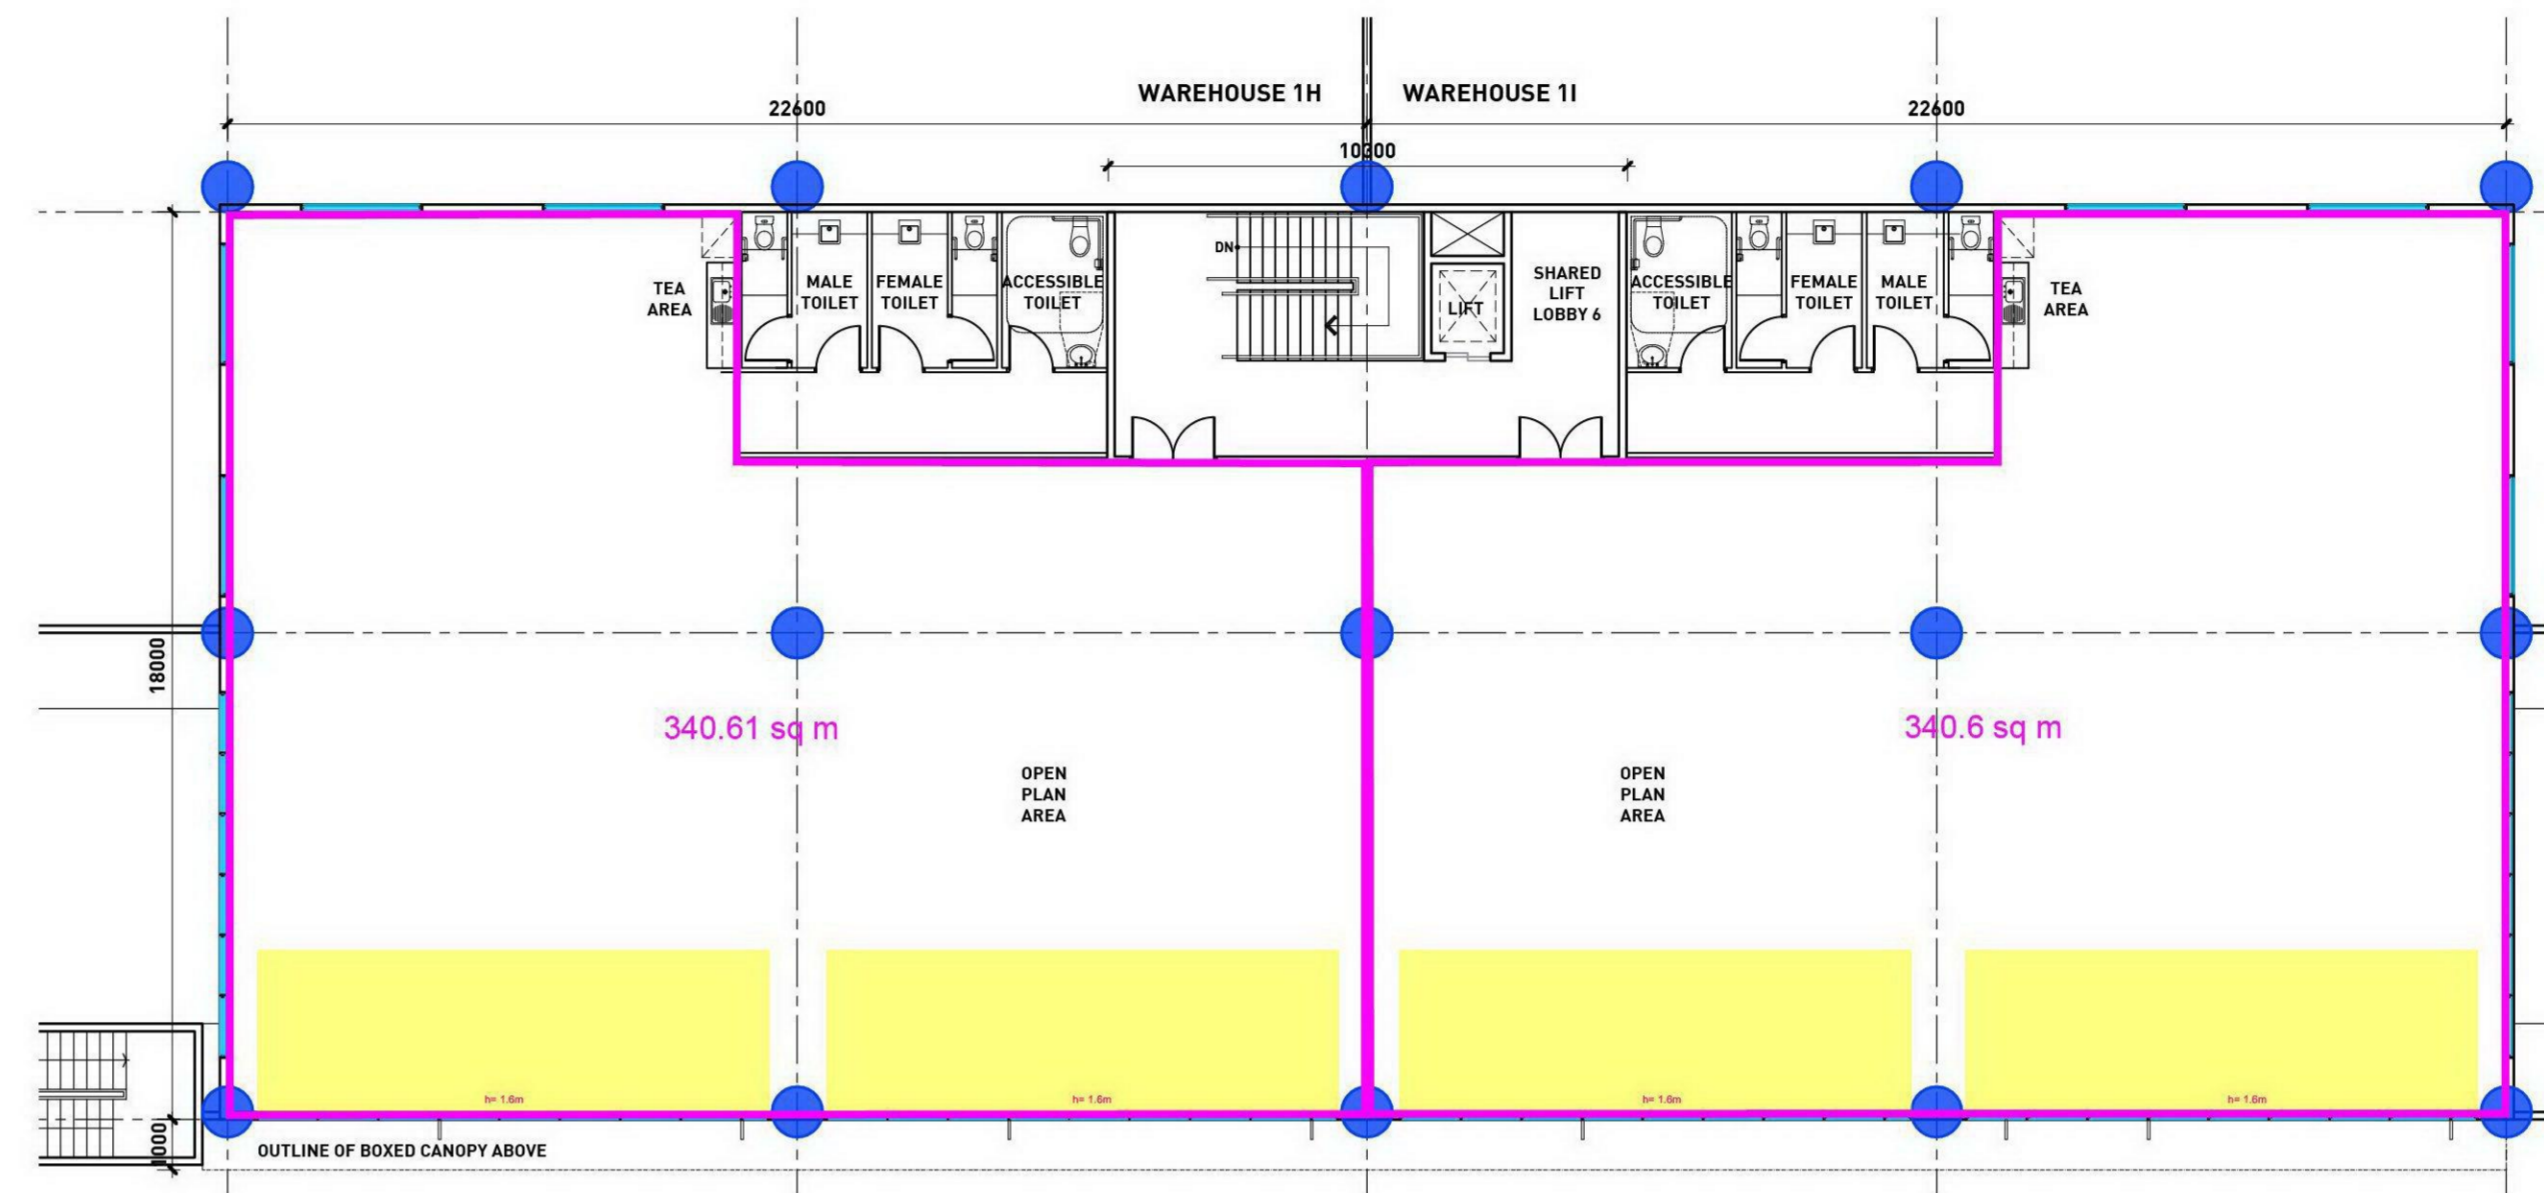 WAREHOUSE 1H
WAREHOUSE 1I
22600
22600
DN
MALE
TOILET
FEMALE
TOILET
ACCESSIBLE
TOILET
LIFT
SHARED
LIFT
LOBBY 6
ACCESSIBLE
TOILET
FEMALE
TOILET
MALE
TOILET
TEA
AREA
TEA
AREA
18000
340.61 sq m
340.6 sq m
OPEN
PLAN
AREA
OPEN
PLAN
AREA
h= 1.6m
h= 1.6m
h= 1.6m
h= 1.6m
OUTLINE OF BOXED CANOPY ABOVE